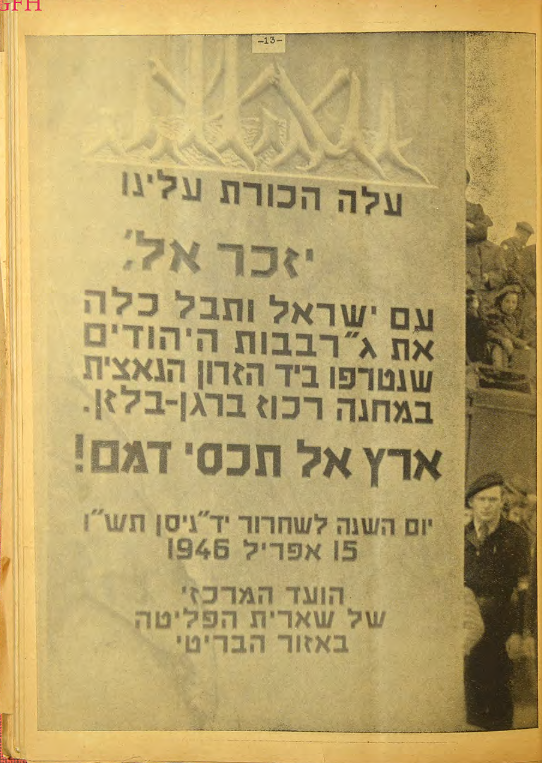 GFH
-13-
עלה הכורת עלינו
יזכר אל,
עם ישראל ותבל כלה
את ג"רבבות היהודים
שנטרפו ביד הזרון הנאצית
במחנה רכוז ברגן-בלזן.
ארץ אל תכסי דמם!
יום השנה לשחרור יד"ניסן תש"ו
15 אפריל 1946
הועד המרכזי
של שארית הפליטה
באזור הבריטי